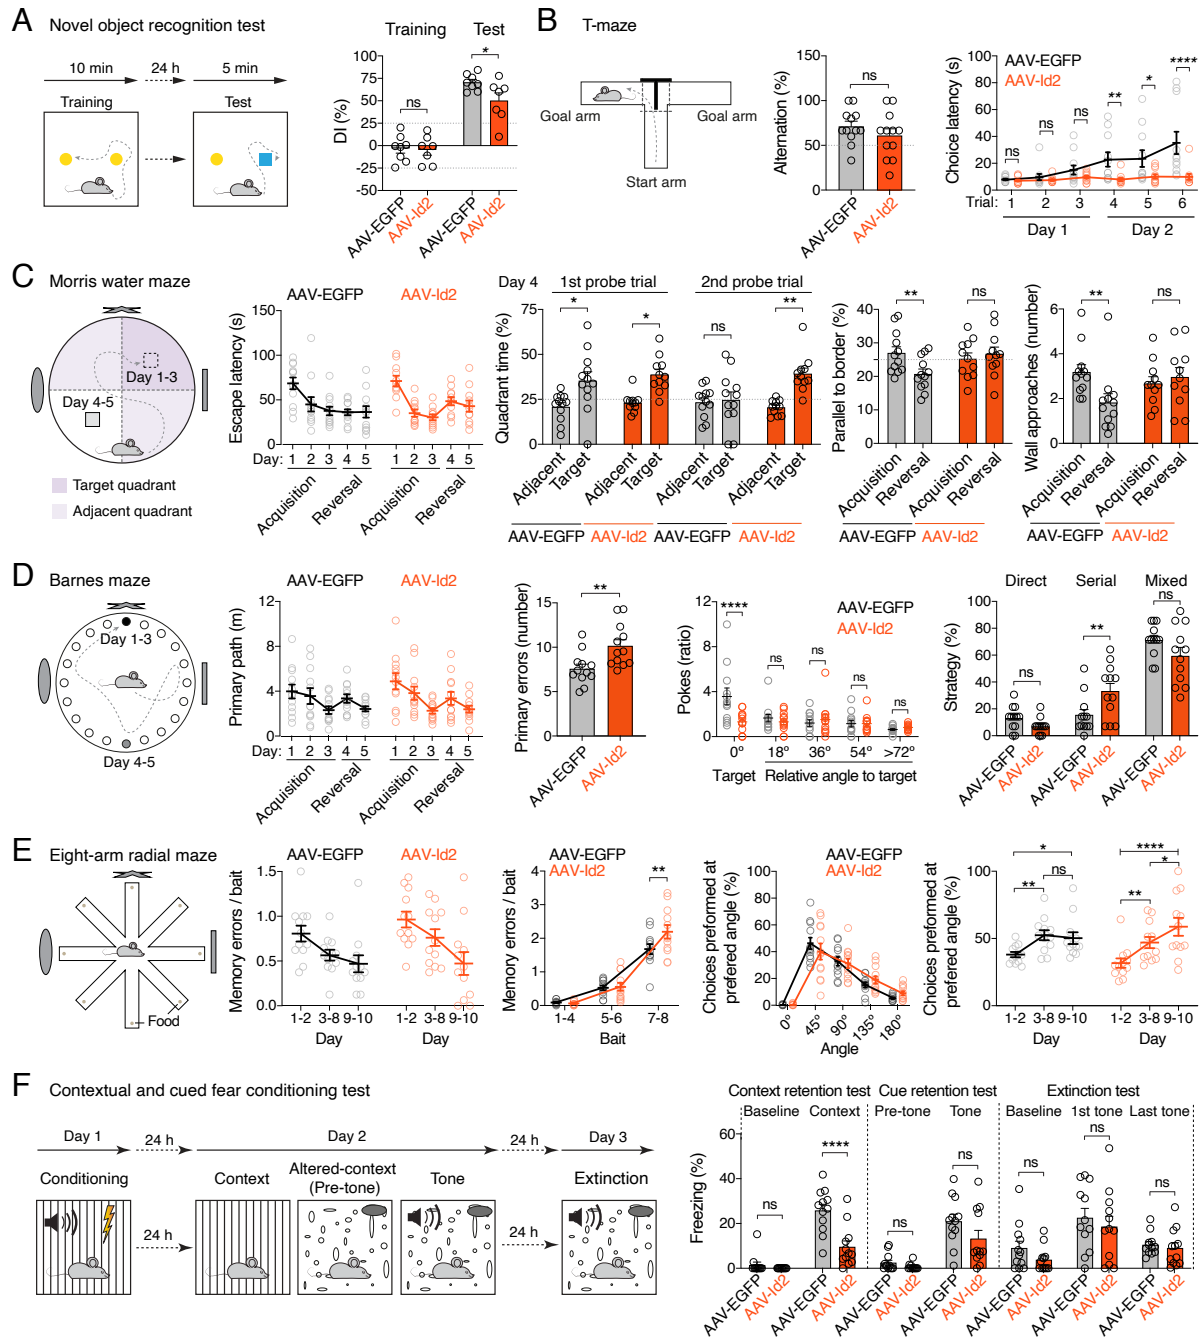 A Novel object recognition test
10 min 24 h 5 min
Training Test
Training Test
DI (%)
100
75
50
25
0
-25
-50
ns *
AAV-EGFP AAV-Id2 AAV-EGFP AAV-Id2
B T-maze
Goal arm Goal arm
Start arm
Alternation (%)
150
100
50
0
ns
AAV-EGFP AAV-Id2
Choice latency (s)
AAV-EGFP
AAV-Id2
100
80
60
40
20
0
ns ns ns ** * ****
Trial: 1 2 3 4 5 6
Day 1 Day 2
C Morris water maze
Day 1-3
Day 4-5
Target quadrant
Adjacent quadrant
AAV-EGFP AAV-Id2
Escape latency (s)
150
100
50
0
Day: 1 2 3 4 5 1 2 3 4 5
Acquisition Reversal Acquisition Reversal
Day 4 1st probe trial 2nd probe trial
Quadrant time (%)
75
50
25
0
* * ns **
Adjacent Target Adjacent Target Adjacent Target Adjacent Target
AAV-EGFP AAV-Id2 AAV-EGFP AAV-Id2
Parallel to border (%)
40
30
20
10
0
** ns
Acquisition Reversal Acquisition Reversal
AAV-EGFP AAV-Id2
Wall approaches (number)
6
4
2
0
** ns
Acquisition Reversal Acquisition Reversal
AAV-EGFP AAV-Id2
D Barnes maze
Day 1-3
Day 4-5
AAV-EGFP AAV-Id2
Primary path (m)
12
8
4
0
Day: 1 2 3 4 5 1 2 3 4 5
Acquisition Reversal Acquisition Reversal
Primary errors (number)
15
10
5
0
**
AAV-EGFP AAV-Id2
Pokes (ratio)
AAV-EGFP
AAV-Id2
12
8
4
0
**** ns ns ns ns
0º 18º 36º 54º >72º
Target Relative angle to target
Direct Serial Mixed
Strategy (%)
100
80
60
40
20
0
ns ** ns
AAV-EGFP AAV-Id2 AAV-EGFP AAV-Id2 AAV-EGFP AAV-Id2
E Eight-arm radial maze
Food
AAV-EGFP AAV-Id2
Memory errors / bait
1.5
1.0
0.5
0.0
1-2 3-8 9-10 1-2 3-8 9-10
Day Day
AAV-EGFP
AAV-Id2
Memory errors / bait
4
3
2
1
0
**
1-4 5-6 7-8
Bait
AAV-EGFP
AAV-Id2
Choices preformed at
prefered angle (%)
100
80
60
40
20
0
0º 45º 90º 135º 180º
Angle
Choices preformed at
prefered angle (%)
100
50
0
* ** ns **** ** *
1-2 3-8 9-10 1-2 3-8 9-10
Day Day
F Contextual and cued fear conditioning test
Day 1 24 h Day 2 24 h Day 3
Conditioning Context Altered-context
(Pre-tone) Tone Extinction
24 h
Context retention test Cue retention test Extinction test
Baseline Context Pre-tone Tone Baseline 1st tone Last tone
Freezing (%)
60
40
20
0
ns **** ns ns ns ns ns
AAV-EGFP AAV-Id2 AAV-EGFP AAV-Id2 AAV-EGFP AAV-Id2 AAV-EGFP AAV-Id2 AAV-EGFP AAV-Id2 AAV-EGFP AAV-Id2 AAV-EGFP AAV-Id2